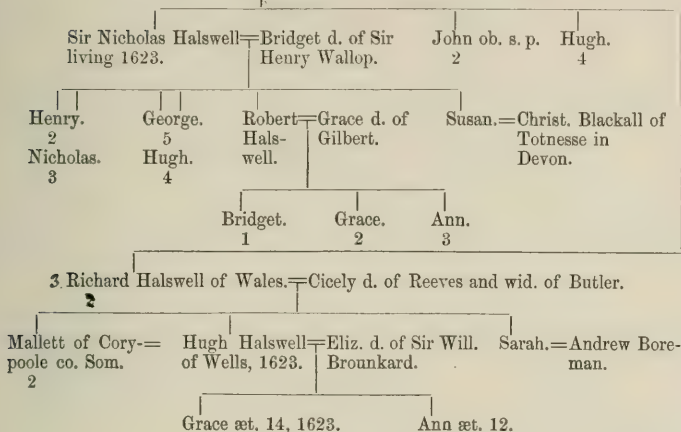 Sir Nicholas Halswell=Bridget d. of Sir John ob. s. p. Hugh.
living 1623. Henry Wallop. 2 4
Henry. George. Robert=Grace d. of Susan.=Christ. Blackall of
2 5 Hals- Gilbert. Totnesse in
Nicholas. Hugh. well. Devon.
3 4
Bridget. Grace. Ann.
1 2 3
3. Richard Halswell of Wales.=Cicely d. of Reeves and wid. of Butler.
2
Mallett of Cory-= Hugh Halswell=Eliz. d. of Sir Will. Sarah.=Andrew Bore-
poole co. Som. of Wells, 1623. Brounkard. man.
2
Grace æt. 14, 1623. Ann æt. 12.